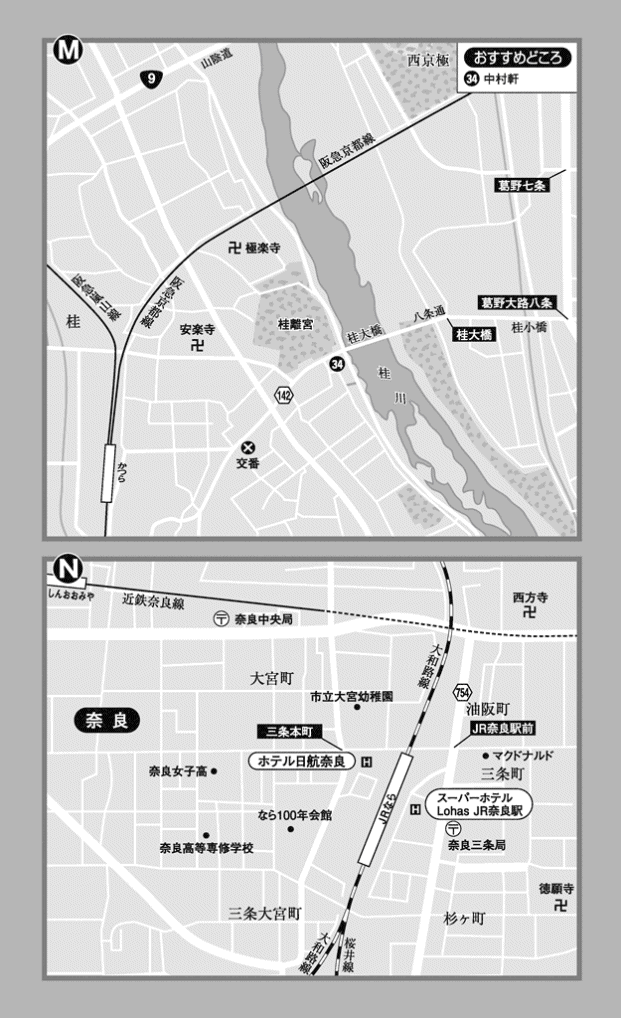 M
おすすめどころ
34 中村軒
9
山陰道
西京極
阪急京都線
葛野七条
極楽寺
阪急嵐山線
阪急京都線
桂
安楽寺
桂離宮
桂大橋
八条通
葛野大路八条
桂大橋
桂小橋
34
桂川
142
交番
かつら
N
しんおおみや
近鉄奈良線
奈良中央局
西方寺
大宮町
大和路線
市立大宮幼稚園
754
油阪町
奈良
三条本町
JR奈良駅前
ホテル日航奈良
H
マクドナルド
奈良女子高
三条町
JRなら
H
スーパーホテル
Lohas JR奈良駅
なら100年会館
奈良三条局
奈良高等専修学校
徳願寺
三条大宮町
杉ヶ町
大和路線
桜井線